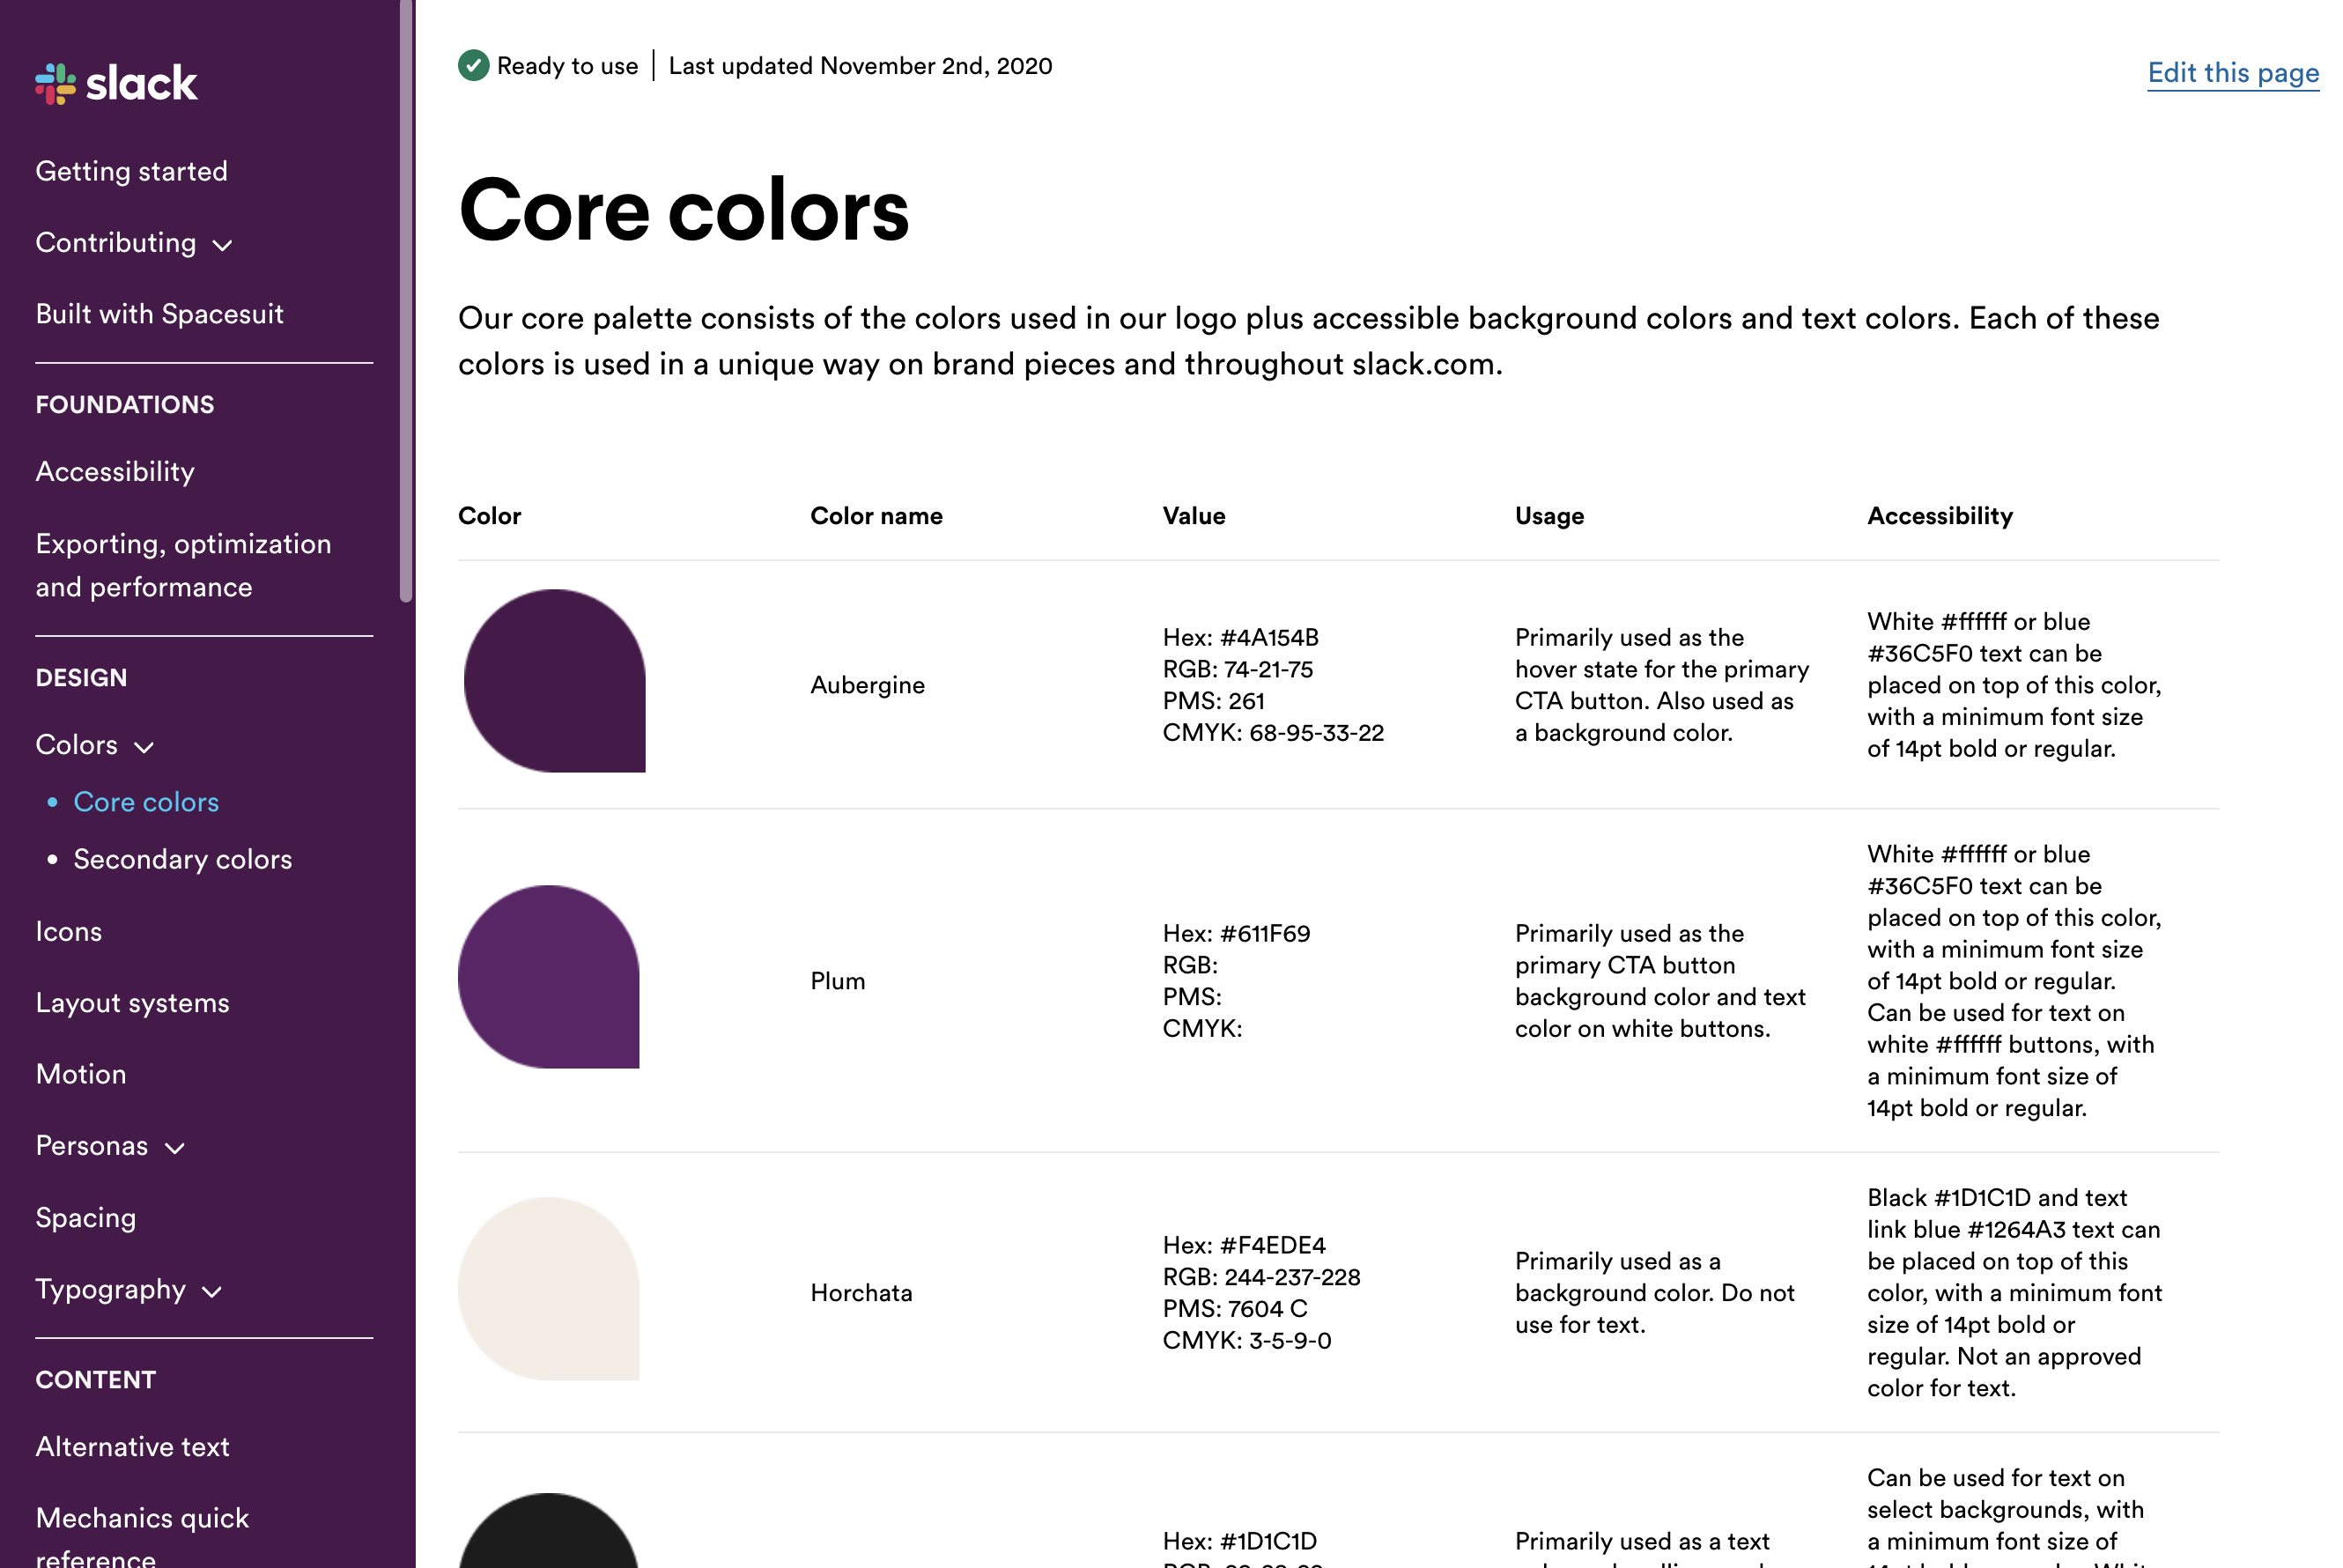 slack
Getting started
Contributing
Built with Spacesuit
FOUNDATIONS
Accessibility
Exporting, optimization
and performance
DESIGN
Colors
• Core colors
• Secondary colors
Icons
Layout systems
Motion
Personas
Spacing
Typography
CONTENT
Alternative text
Mechanics quick
reference
Ready to use | Last updated November 2nd, 2020
Edit this page
Core colors
Our core palette consists of the colors used in our logo plus accessible background colors and text colors. Each of these
colors is used in a unique way on brand pieces and throughout slack.com.
Color Color name Value Usage Accessibility
Aubergine
Hex: #4A154B
RGB: 74-21-75
PMS: 261
CMYK: 68-95-33-22
Primarily used as the
hover state for the primary
CTA button. Also used as
a background color.
White #ffffff or blue
#36C5F0 text can be
placed on top of this color,
with a minimum font size
of 14pt bold or regular.
Plum
Hex: #611F69
RGB:
PMS:
CMYK:
Primarily used as the
primary CTA button
background color and text
color on white buttons.
White #ffffff or blue
#36C5F0 text can be
placed on top of this color,
with a minimum font size
of 14pt bold or regular.
Can be used for text on
white #ffffff buttons, with
a minimum font size of
14pt bold or regular.
Horchata
Hex: #F4EDE4
RGB: 244-237-228
PMS: 7604 C
CMYK: 3-5-9-0
Primarily used as a
background color. Do not
use for text.
Black #1D1C1D and text
link blue #1264A3 text can
be placed on top of this
color, with a minimum font
size of 14pt bold or
regular. Not an approved
color for text.
Hex: #1D1C1D
Primarily used as a text
Can be used for text on
select backgrounds, with
a minimum font size of